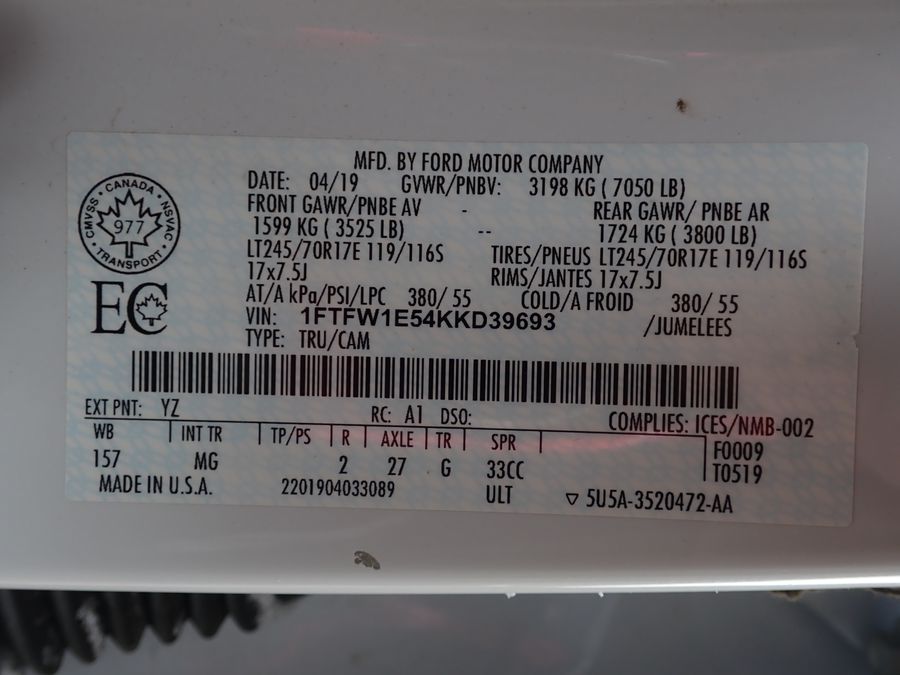 MFD. BY FORD MOTOR COMPANY
DATE: 04/19 GVWR/PNBV: 3198 KG ( 7050 LB)
FRONT GAWR/PNBE AV - REAR GAWR/ PNBE AR
1599 KG ( 3525 LB) -- 1724 KG ( 3800 LB)
LT245/70R17E 119/116S TIRES/PNEUS LT245/70R17E 119/116S
17x7.5J RIMS/JANTES 17x7.5J
AT/A kPa/PSI/LPC 380/ 55 COLD/A FROID 380/ 55
VIN: 1FTFW1E54KKD39693 /JUMELEES
TYPE: TRU/CAM
CANADA
CMVSS
NSVAC
977
TRANSPORT
EC
EXT PNT: YZ RC: A1 DSO: COMPLIES: ICES/NMB-002
WB INT TR TP/PS R AXLE TR SPR F0009
157 MG 2 27 G 33CC T0519
MADE IN U.S.A. 2201904033089 ULT ▽ 5U5A-3520472-AA